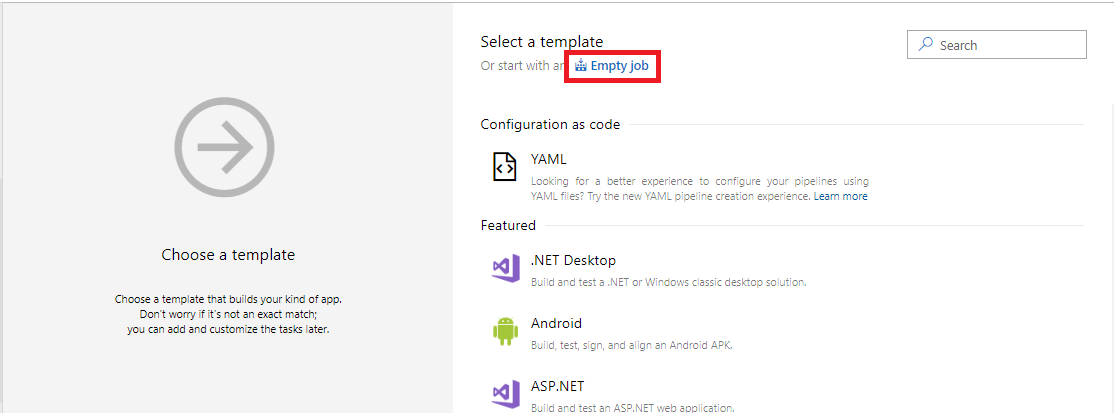 Select a template
Or start with an Empty job
Search
Configuration as code
YAML
Looking for a better experience to configure your pipelines using
YAML files? Try the new YAML pipeline creation experience. Learn more
Featured
.NET Desktop
Build and test a .NET or Windows classic desktop solution.
Android
Build, test, sign, and align an Android APK.
ASP.NET
Build and test an ASP.NET web application.
Choose a template
Choose a template that builds your kind of app.
Don't worry if it's not an exact match;
you can add and customize the tasks later.